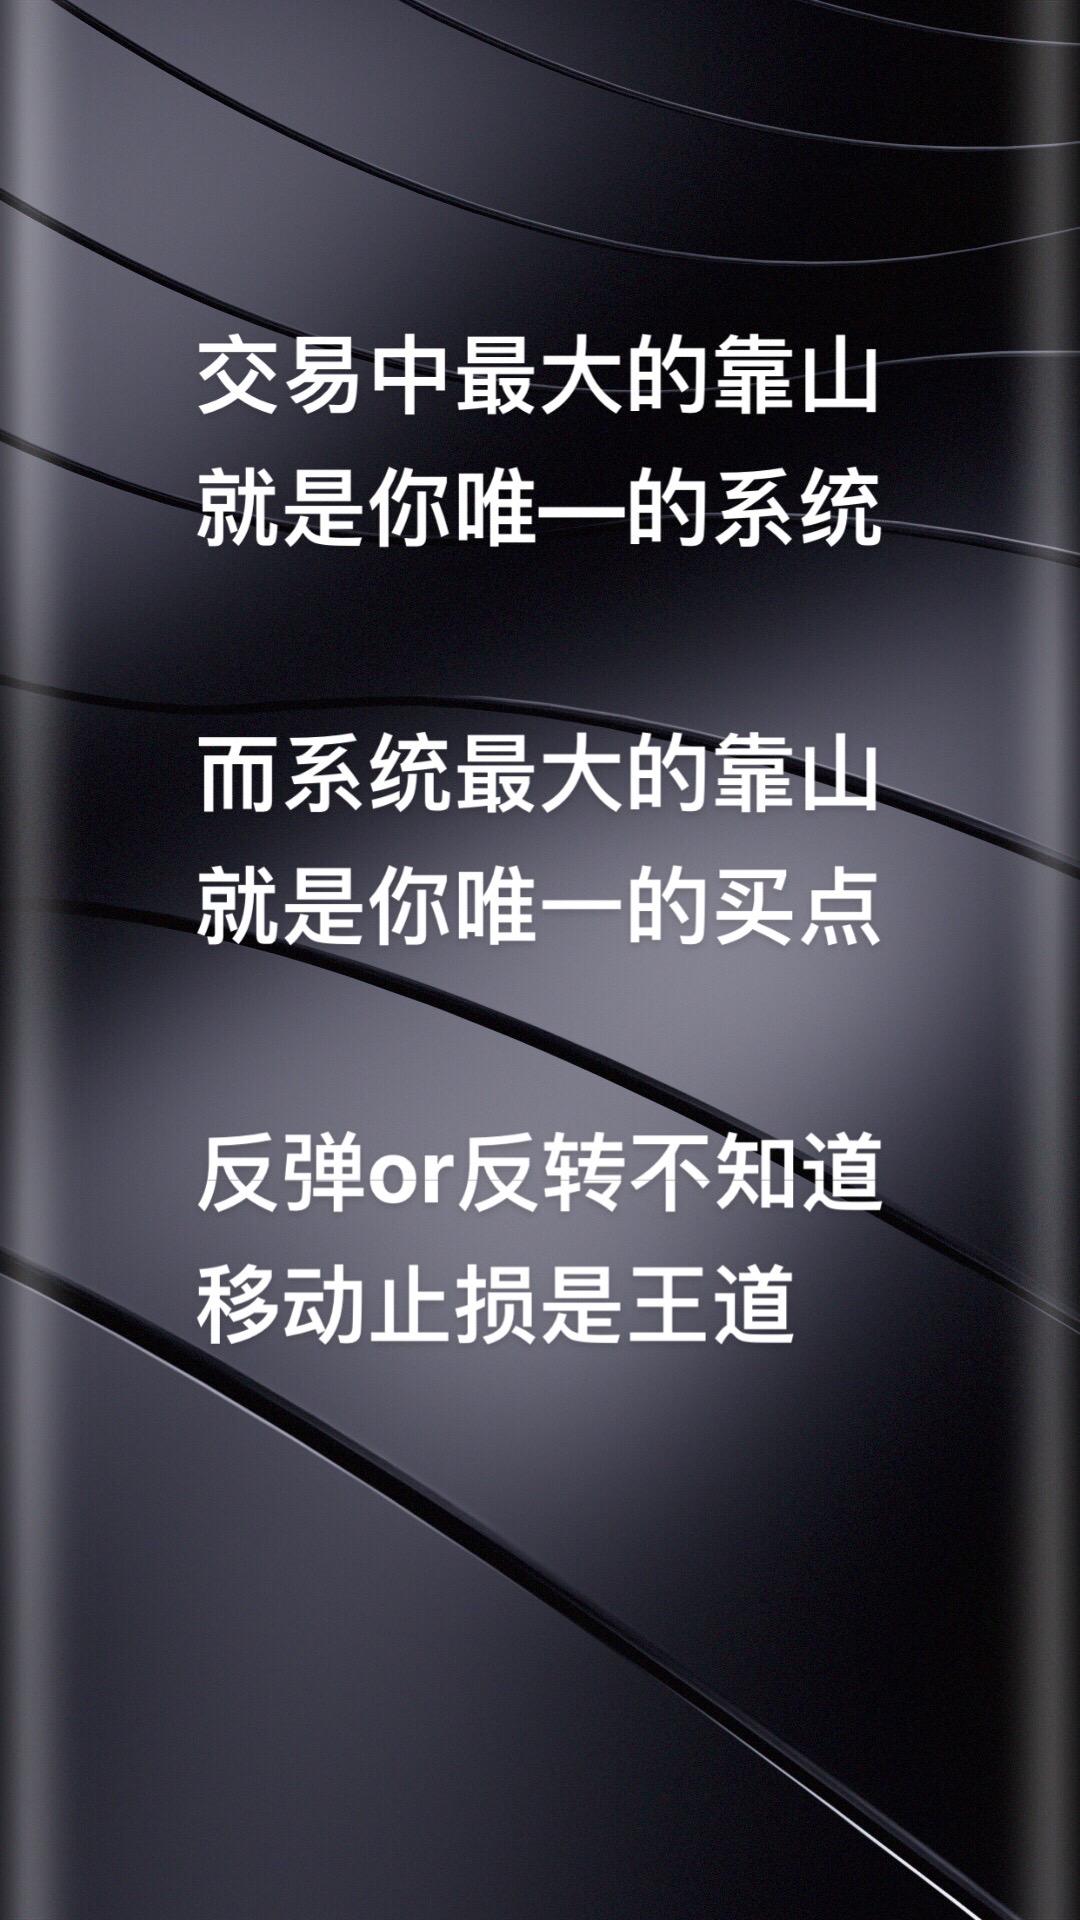 交易中最大的靠山
就是你唯—的系统
而系统最大的靠山
就是你唯一的买点
反弹or反转不知道
移动止损是王道